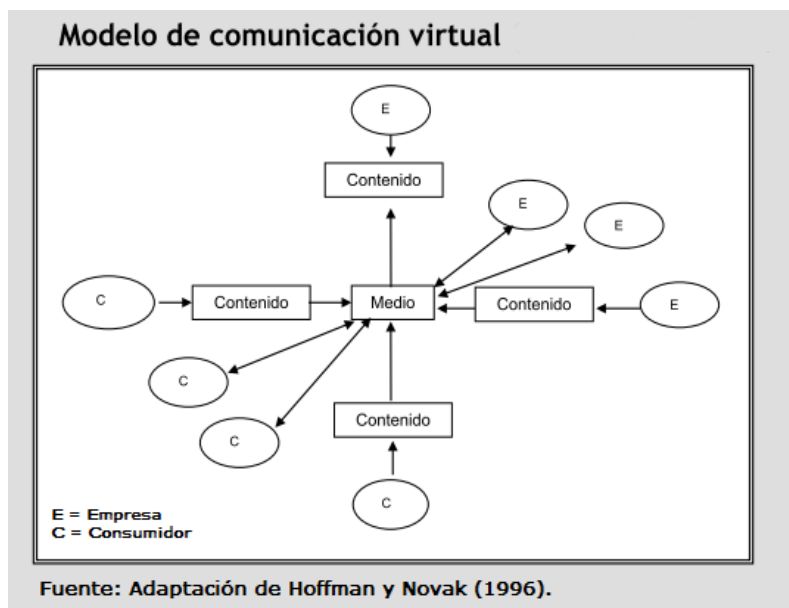 Modelo de comunicación virtual
E
Contenido
E
E
C
Contenido
Medio
Contenido
E
C
C
Contenido
C
E = Empresa
C = Consumidor
Fuente: Adaptación de Hoffman y Novak (1996).